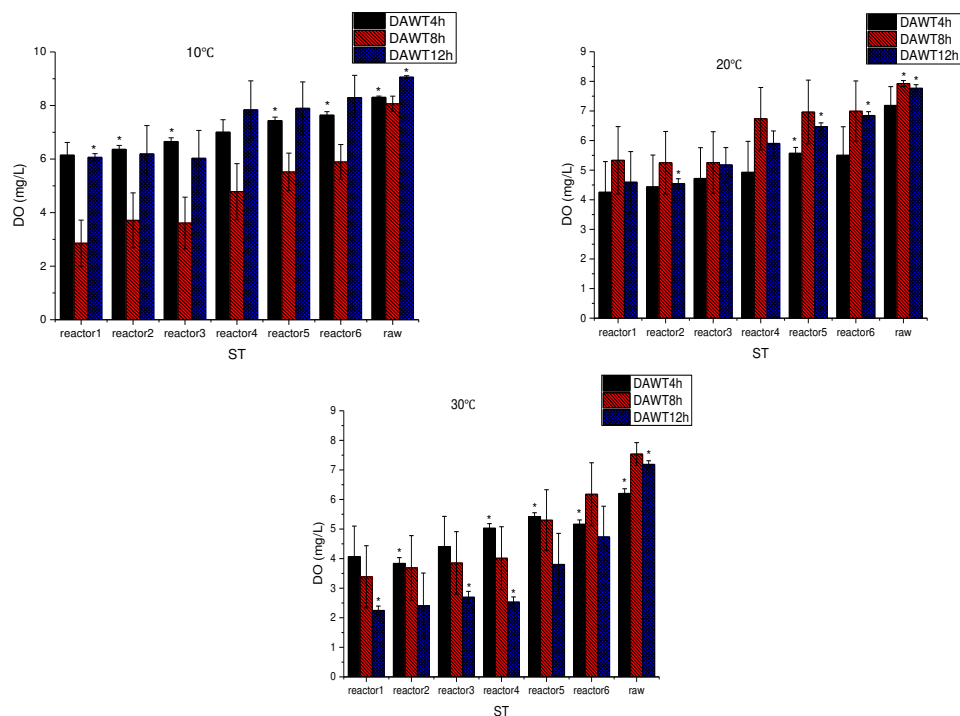 10℃
DAWT4h
DAWT8h
DAWT12h
DO (mg/L)
10
8
6
4
2
0
* * * * * * * *
reactor1 reactor2 reactor3 reactor4 reactor5 reactor6 raw
ST
20℃
DAWT4h
DAWT8h
DAWT12h
DO (mg/L)
9
8
7
6
5
4
3
2
1
0
* * * * * * 
reactor1 reactor2 reactor3 reactor4 reactor5 reactor6 raw
ST
30℃
DAWT4h
DAWT8h
DAWT12h
DO (mg/L)
9
8
7
6
5
4
3
2
1
0
* * * * * * * * *
reactor1 reactor2 reactor3 reactor4 reactor5 reactor6 raw
ST